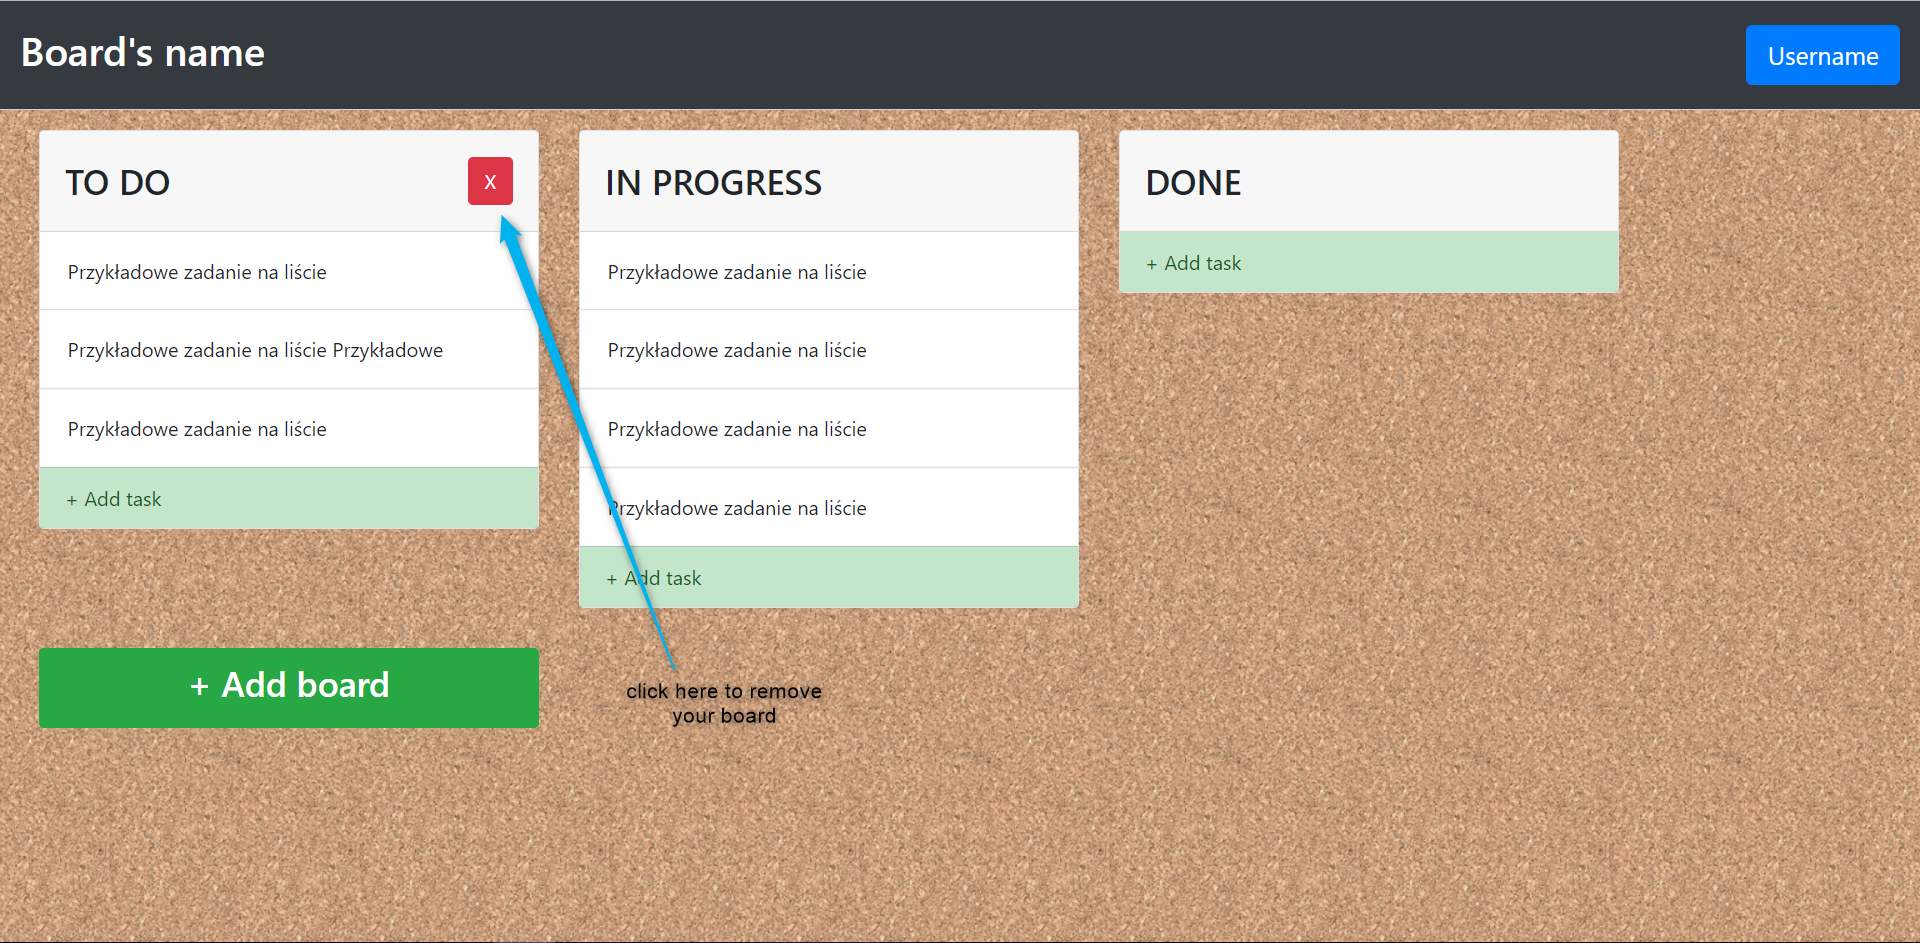 Board's name
Username
TO DO
X
Przykładowe zadanie na liście
Przykładowe zadanie na liście Przykładowe
Przykładowe zadanie na liście
+ Add task
IN PROGRESS
Przykładowe zadanie na liście
Przykładowe zadanie na liście
Przykładowe zadanie na liście
Przykładowe zadanie na liście
+ Add task
DONE
+ Add task
+ Add board
click here to remove
your board